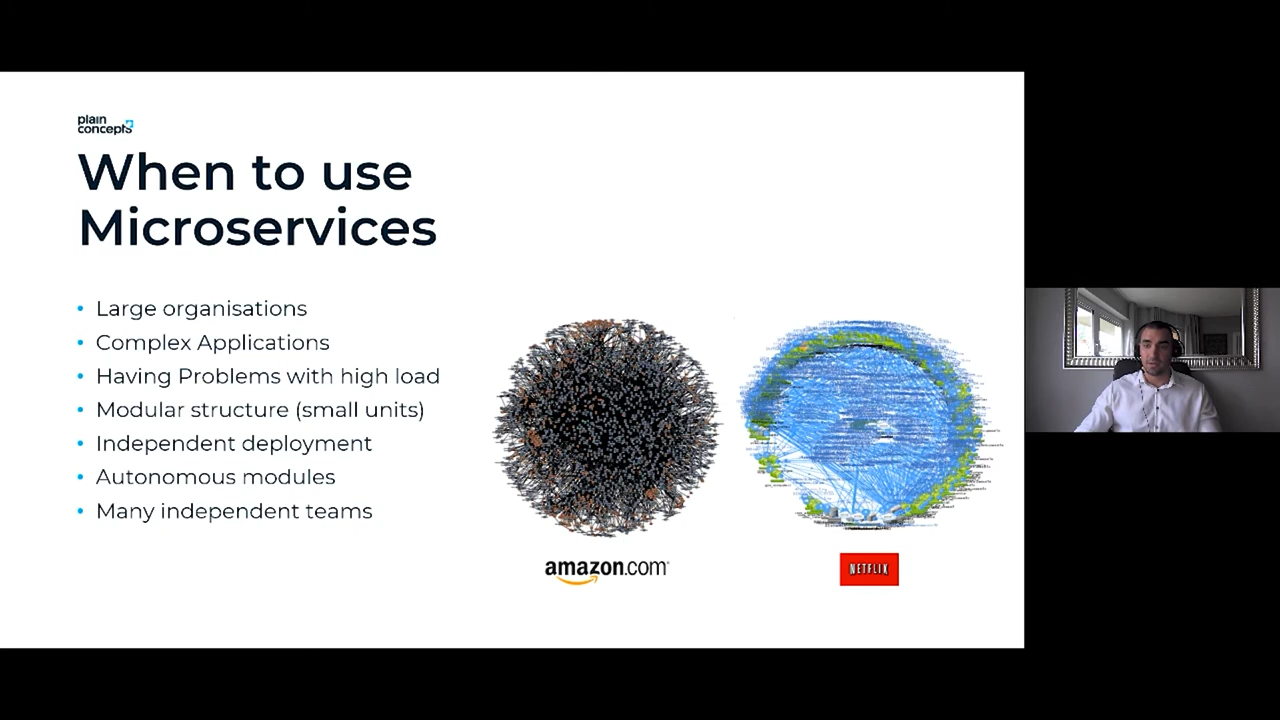 plain
concepts
When to use
Microservices
• Large organisations
• Complex Applications
• Having Problems with high load
• Modular structure (small units)
• Independent deployment
• Autonomous modules
• Many independent teams
amazon.com
NETFLIX